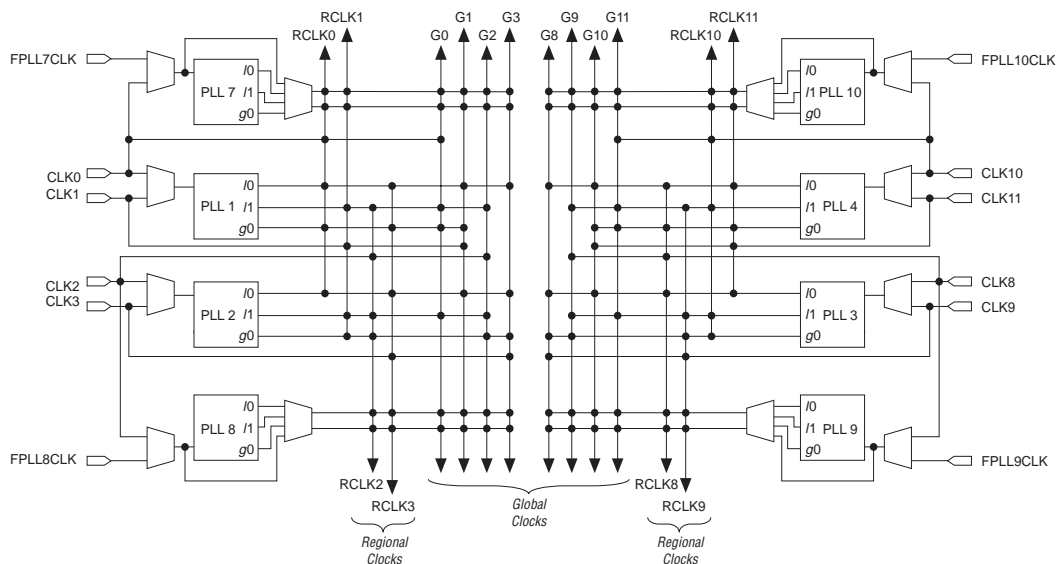 RCLK1 G1 G3 G9 G11 RCLK11
RCLK0 G0 G2 G8 G10 RCLK10
FPLL7CLK FPLL10CLK
l0 l0
PLL 7 l1 l1 PLL 10
g0 g0
CLK0 CLK10
l0 l0
CLK1 CLK11
PLL 1 l1 l1 PLL 4
g0 g0
CLK2 CLK8
l0 l0
CLK3 CLK9
PLL 2 l1 l1 PLL 3
g0 g0
l0 l0
PLL 8 l1 l1 PLL 9
g0 g0
FPLL8CLK FPLL9CLK
RCLK2 RCLK8
RCLK3 RCLK9
Global
Clocks
Regional
Clocks
Regional
Clocks